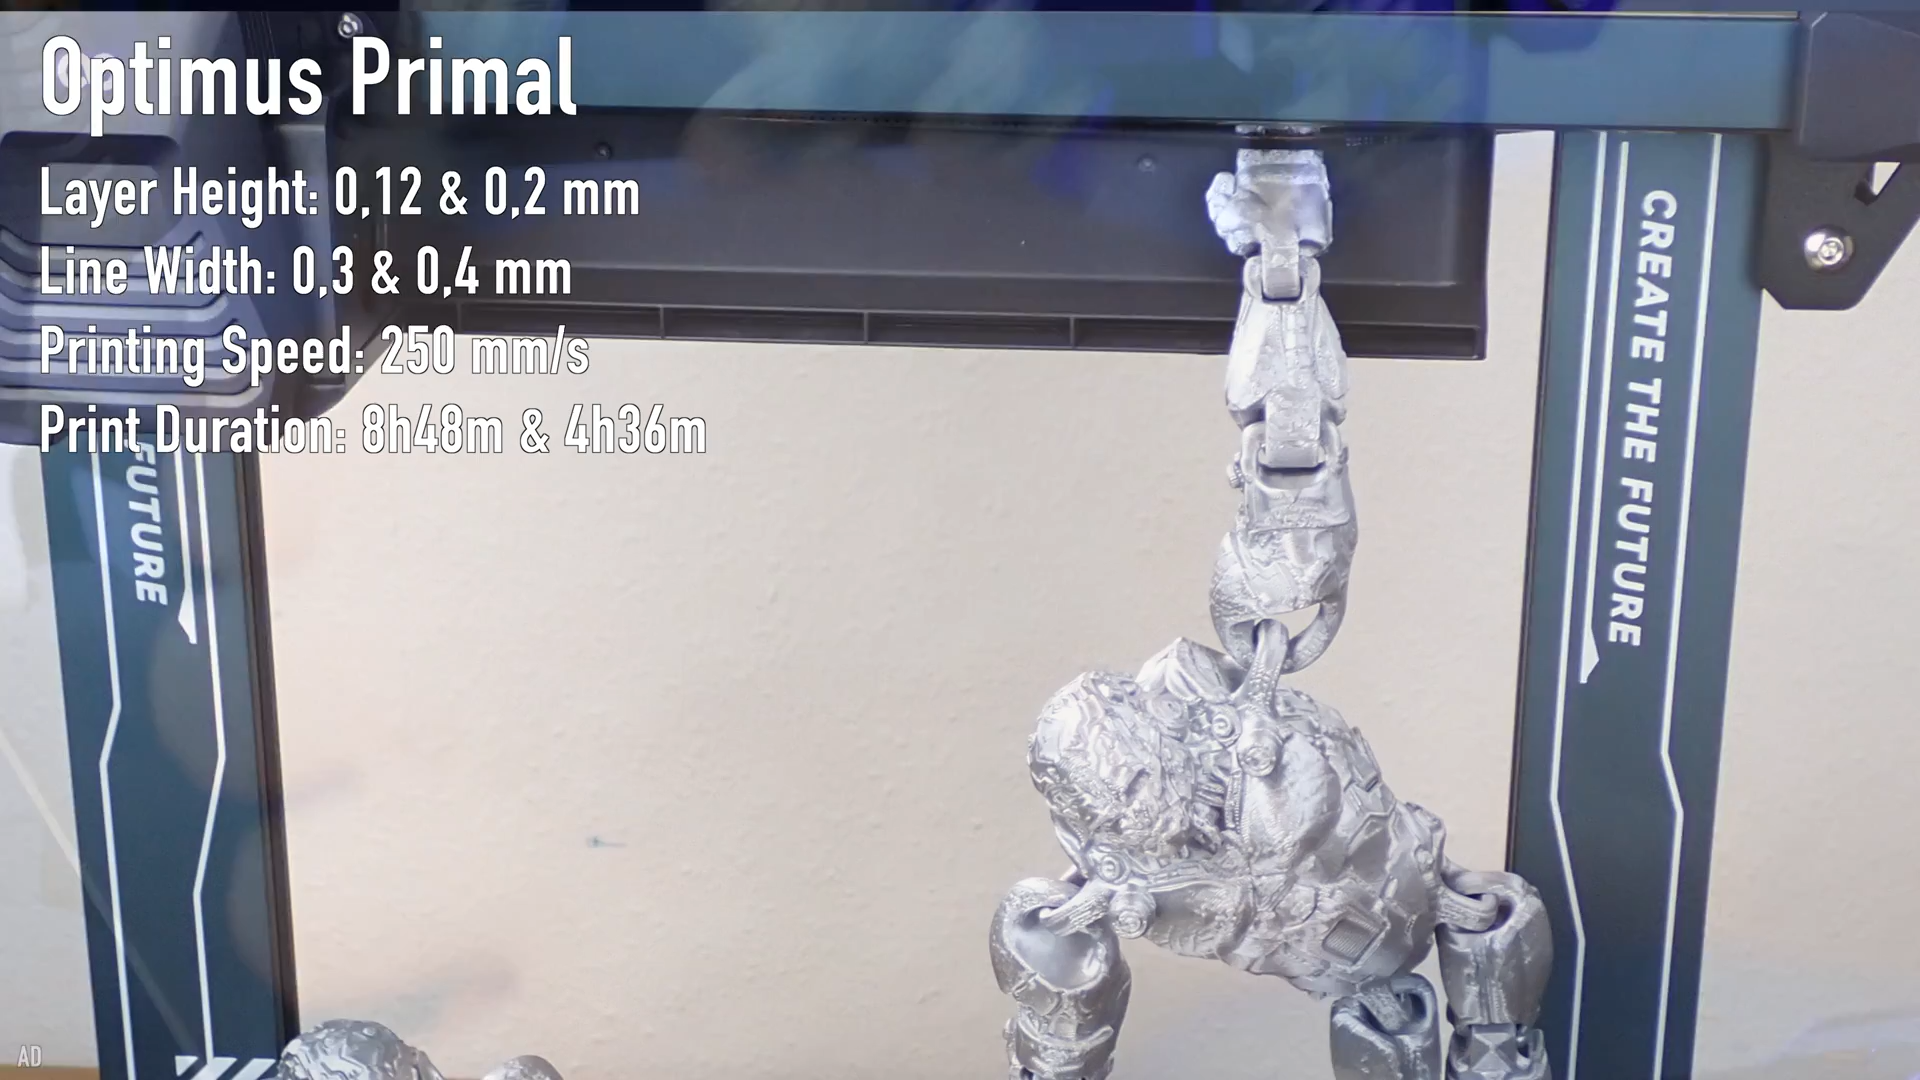 Optimus Primal
Layer Height: 0,12 & 0,2 mm
Line Width: 0,3 & 0,4 mm
Printing Speed: 250 mm/s
Print Duration: 8h48m & 4h36m
FUTURE
CREATE THE FUTURE
AD